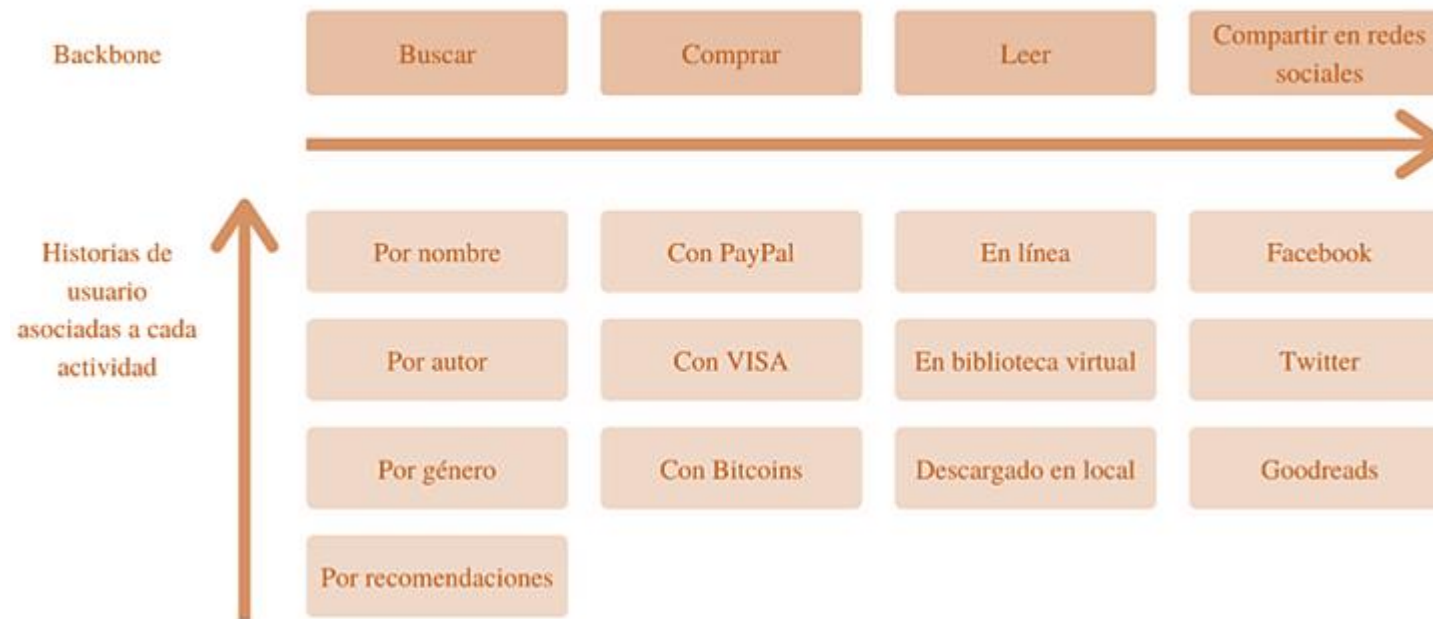 Backbone
Buscar
Comprar
Leer
Compartir en redes
sociales
Historias de
usuario
asociadas a cada
actividad
Por nombre
Con PayPal
En línea
Facebook
Por autor
Con VISA
En biblioteca virtual
Twitter
Por género
Con Bitcoins
Descargado en local
Goodreads
Por recomendaciones